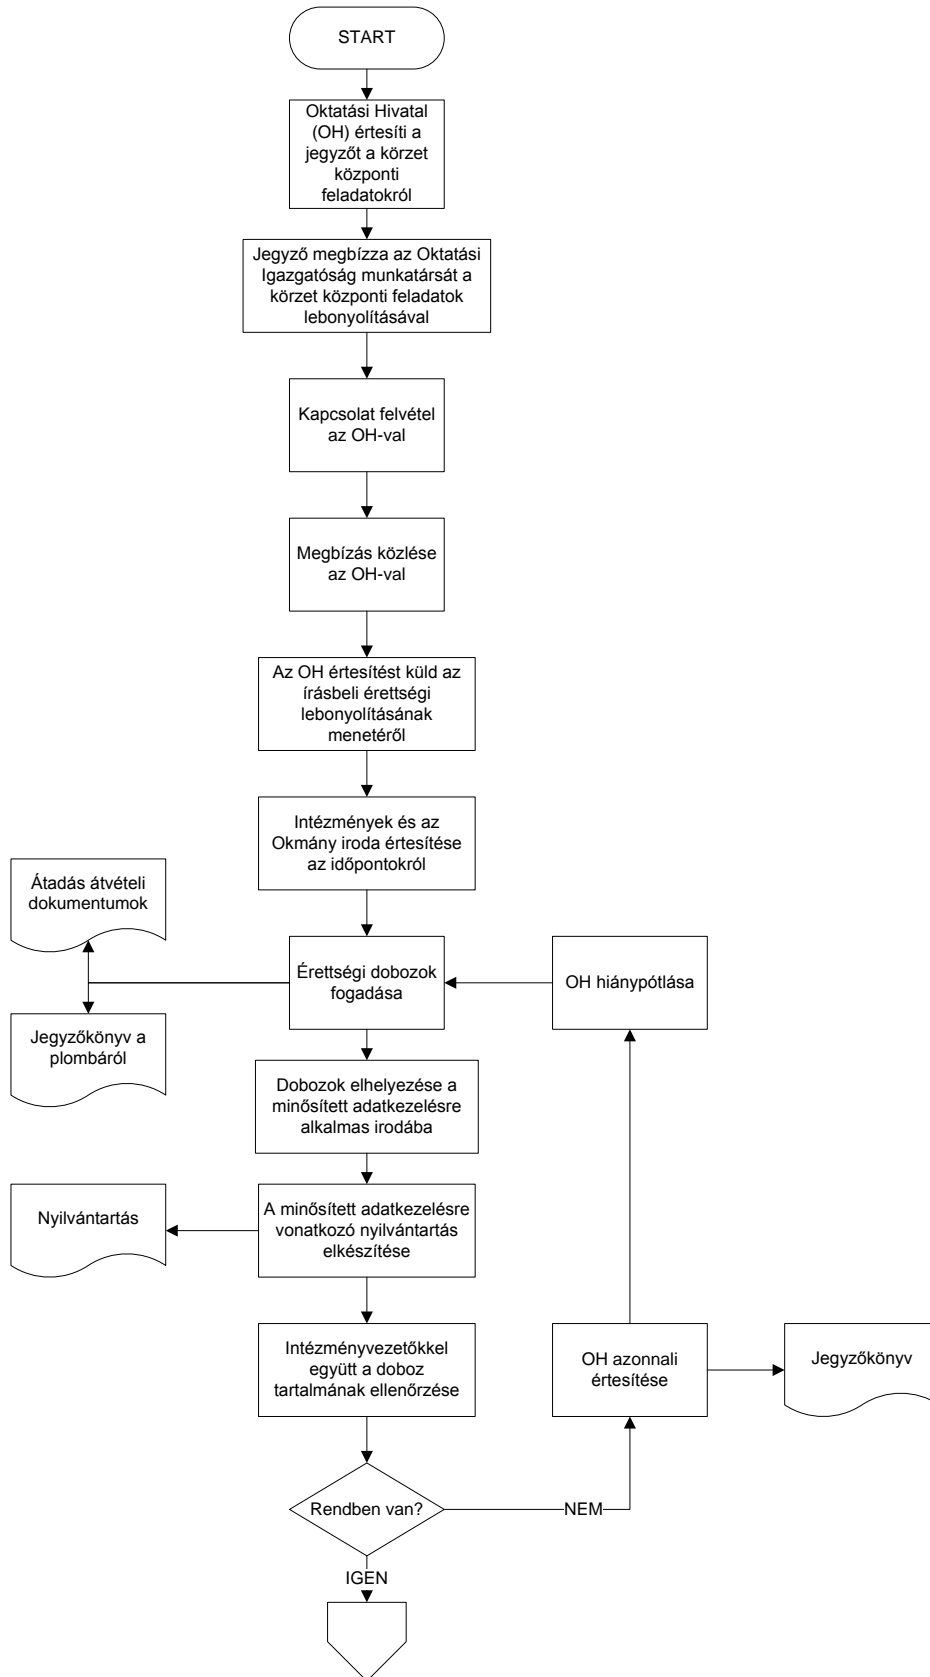 START
Oktatási Hivatal
(OH) értesíti a
jegyzőt a körzet
központi
feladatokról
Jegyző megbízza az Oktatási
Igazgatóság munkatársát a
körzet központi feladatok
lebonyolításával
Kapcsolat felvétel
az OH-val
Megbízás közlése
az OH-val
Az OH értesítést küld az
írásbeli érettségi
lebonyolításának
menetéről
Intézmények és az
Okmány iroda értesítése
az időpontokról
Átadás átvételi
dokumentumok
Érettségi dobozok
fogadása
OH hiánypótlása
Jegyzőkönyv a
plombáról
Dobozok elhelyezése a
minősített adatkezelésre
alkalmas irodába
Nyilvántartás
A minősített adatkezelésre
vonatkozó nyilvántartás
elkészítése
Intézményvezetőkkel
együtt a doboz
tartalmának ellenőrzése
OH azonnali
értesítése
Jegyzőkönyv
Rendben van?
NEM
IGEN